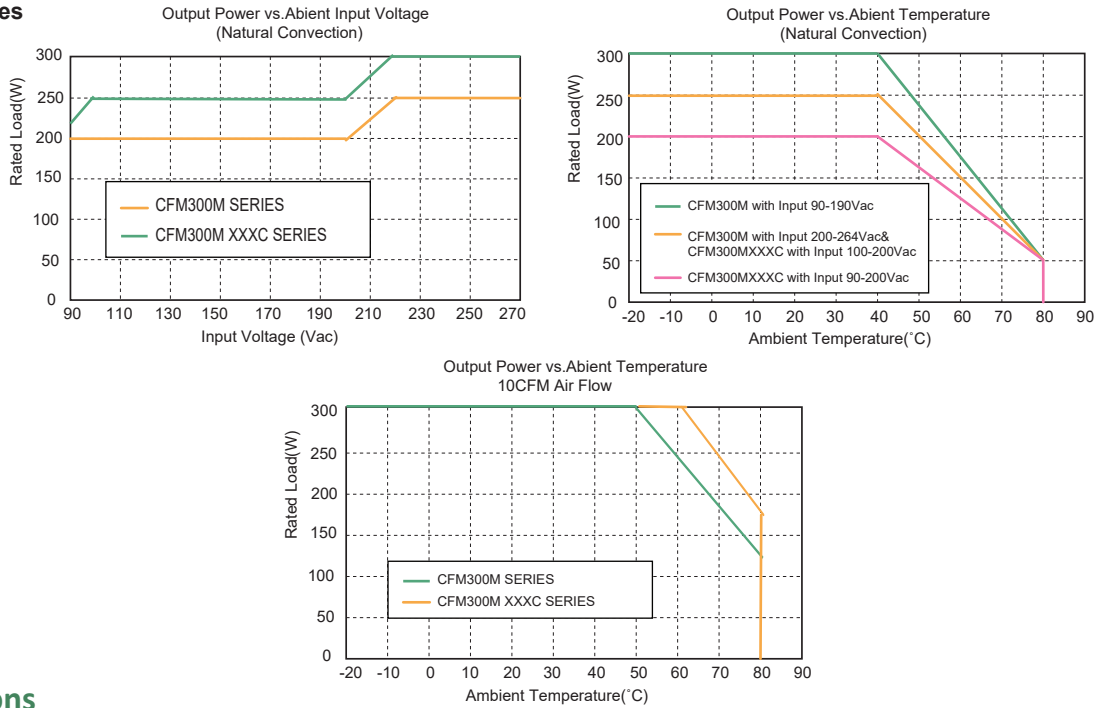 es
Output Power vs.Abient Input Voltage
(Natural Convection)
300
250
200
150
100
50
0
Rated Load(W)
CFM300M SERIES
CFM300M XXXC SERIES
90 110 130 150 170 190 210 230 250 270
Input Voltage (Vac)
Output Power vs.Abient Temperature
(Natural Convection)
300
250
200
150
100
50
0
Rated Load(W)
CFM300M with Input 90-190Vac
CFM300M with Input 200-264Vac&
CFM300MXXXC with Input 100-200Vac
CFM300MXXXC with Input 90-200Vac
-20 -10 0 10 20 30 40 50 60 70 80 90
Ambient Temperature(˚C)
Output Power vs.Abient Temperature
10CFM Air Flow
300
250
200
150
100
50
0
Rated Load(W)
CFM300M SERIES
CFM300M XXXC SERIES
-20 -10 0 10 20 30 40 50 60 70 80 90
Ambient Temperature(˚C)
ons